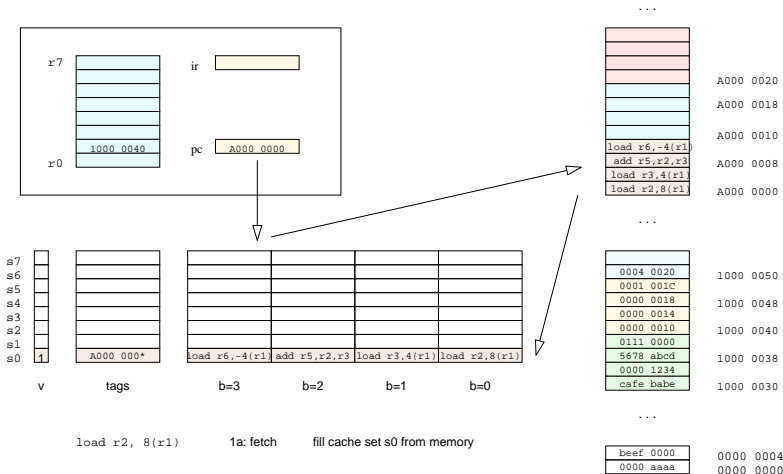 ...
r7
ir
1000 0040
pc
A000 0000
r0
A000 0020
A000 0018
A000 0010
load r6,-4(r1)
add r5,r2,r3
A000 0008
load r3,4(r1)
load r2,8(r1)
A000 0000
...
s7
s6
s5
s4
s3
s2
s1
s0
1
A000 000*
load r6,-4(r1)
add r5,r2,r3
load r3,4(r1)
load r2,8(r1)
v
tags
b=3
b=2
b=1
b=0
0004 0020
1000 0050
0001 001C
0000 0018
1000 0048
0000 0014
0000 0010
1000 0040
0111 0000
5678 abcd
1000 0038
0000 1234
cafe babe
1000 0030
...
load r2, 8(r1)
1a: fetch
fill cache set s0 from memory
beef 0000
0000 0004
0000 aaaa
0000 0000